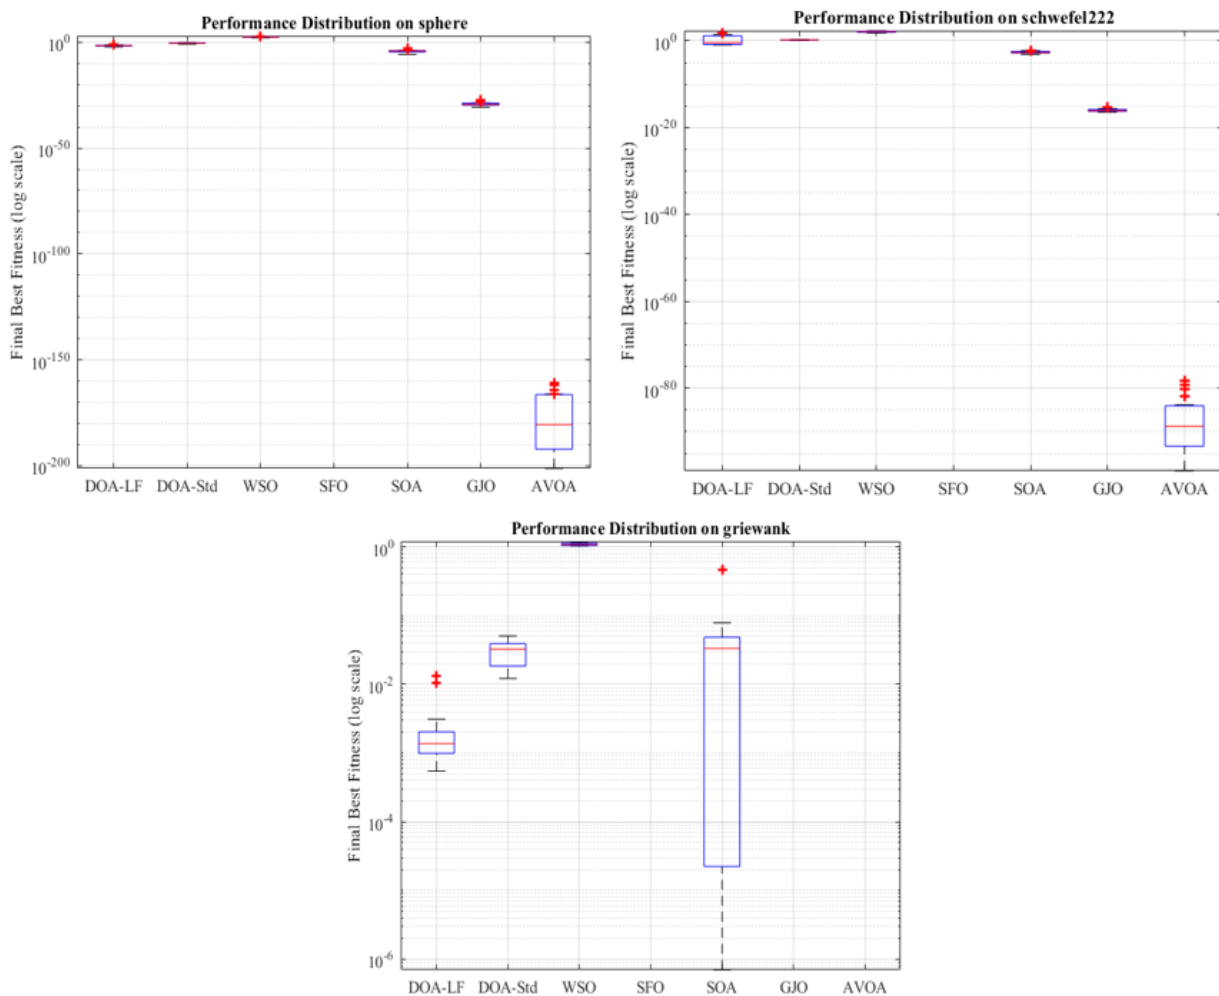 Performance Distribution on sphere
Final Best Fitness (log scale)
10^0
10^-50
10^-100
10^-150
10^-200
DOA-LF DOA-Std WSO SFO SOA GJO AVOA
Performance Distribution on schwefel222
Final Best Fitness (log scale)
10^0
10^-20
10^-40
10^-60
10^-80
DOA-LF DOA-Std WSO SFO SOA GJO AVOA
Performance Distribution on griewank
Final Best Fitness (log scale)
10^0
10^-2
10^-4
10^-6
DOA-LF DOA-Std WSO SFO SOA GJO AVOA